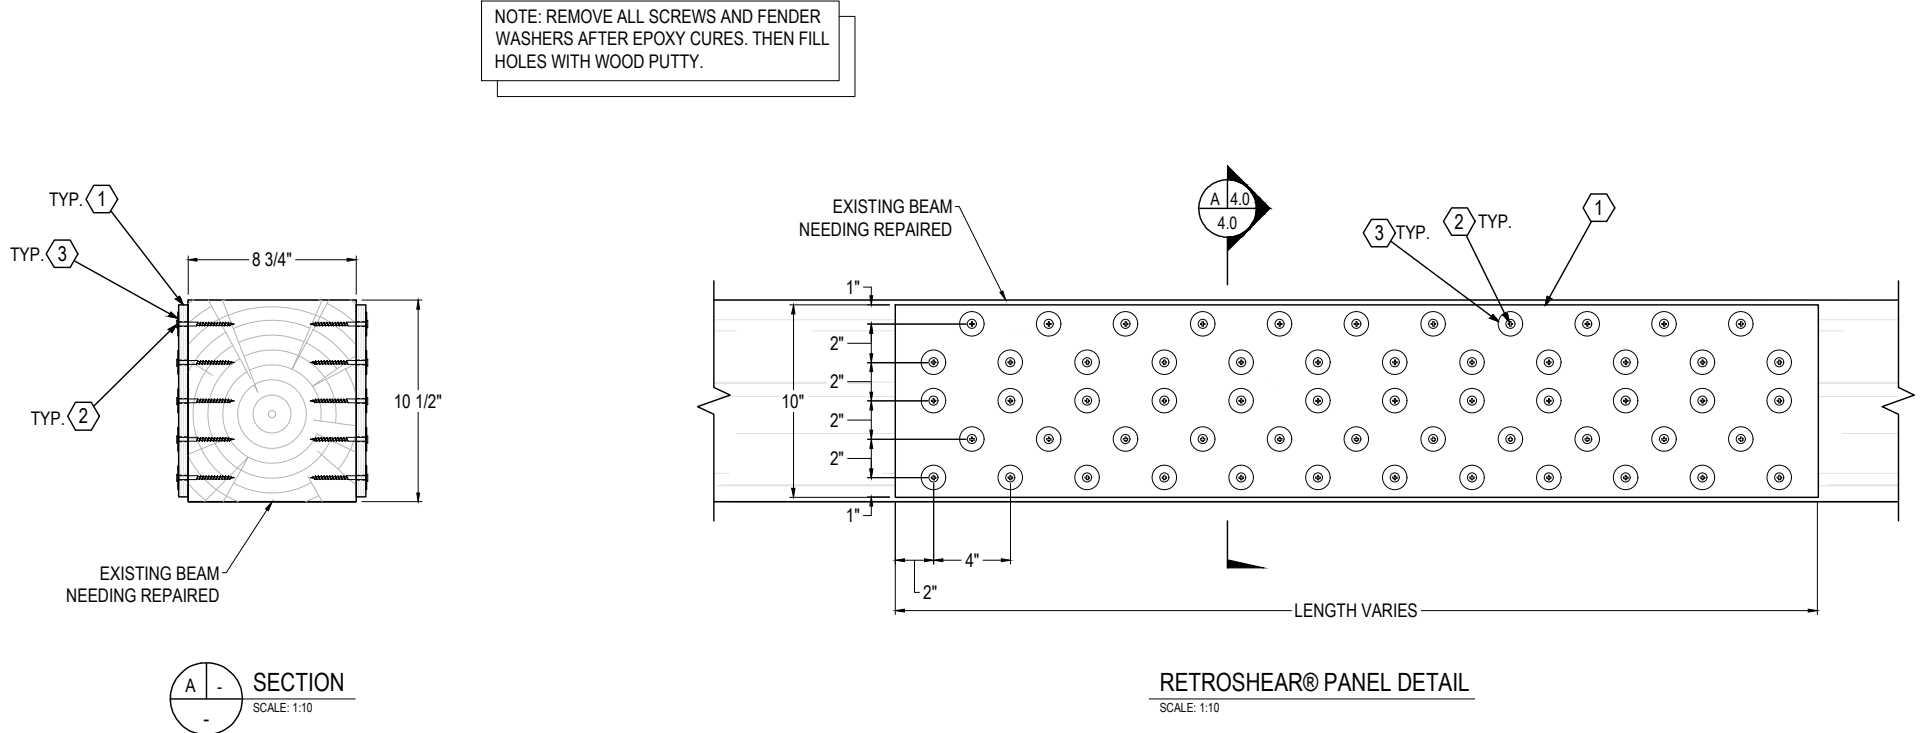 NOTE: REMOVE ALL SCREWS AND FENDER
WASHERS AFTER EPOXY CURES. THEN FILL
HOLES WITH WOOD PUTTY.
TYP. 1
TYP. 3
TYP. 2
8 3/4"
10 1/2"
EXISTING BEAM
NEEDING REPAIRED
A -
-
SECTION
SCALE: 1:10
EXISTING BEAM
NEEDING REPAIRED
A 4.0
4.0
3 TYP.
2 TYP.
1
1"
2"
2"
10"
2"
2"
1"
4"
2"
LENGTH VARIES
RETROSHEAR® PANEL DETAIL
SCALE: 1:10